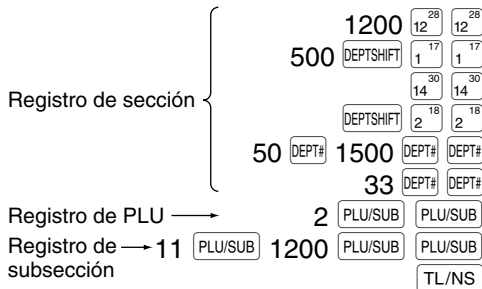 1200 12 28 12 28
500 DEPTSHIFT 1 17 1 17
14 30 14 30
Registro de sección
DEPTSHIFT 2 18 2 18
50 DEPT# 1500 DEPT# DEPT#
33 DEPT# DEPT#
Registro de PLU → 2 PLU/SUB PLU/SUB
Registro de → 11 PLU/SUB 1200 PLU/SUB PLU/SUB
subsección
TL/NS